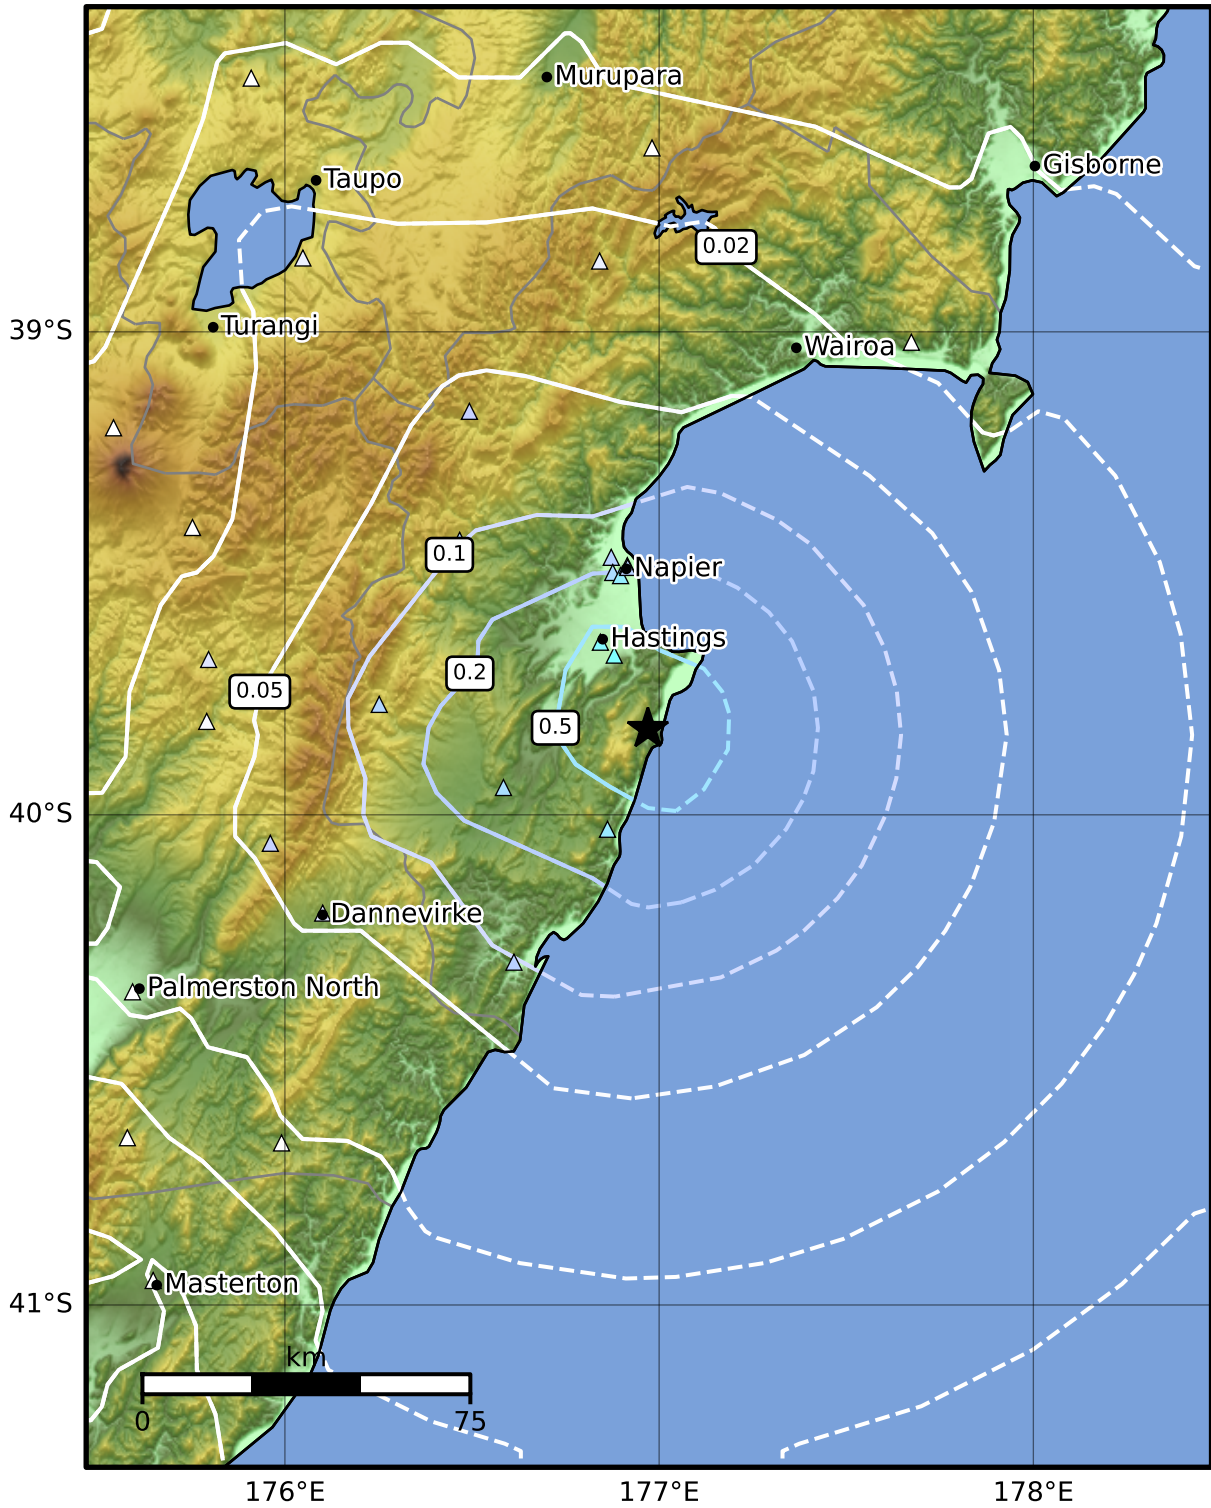 Murupara
Gisborne
Taupo
0.02
39°S
Turangi
Wairoa
0.1
Napier
Hastings
0.2
0.05
0.5
40°S
Dannevirke
Palmerston North
Masterton
41°S
km
0
75
176°E
177°E
178°E